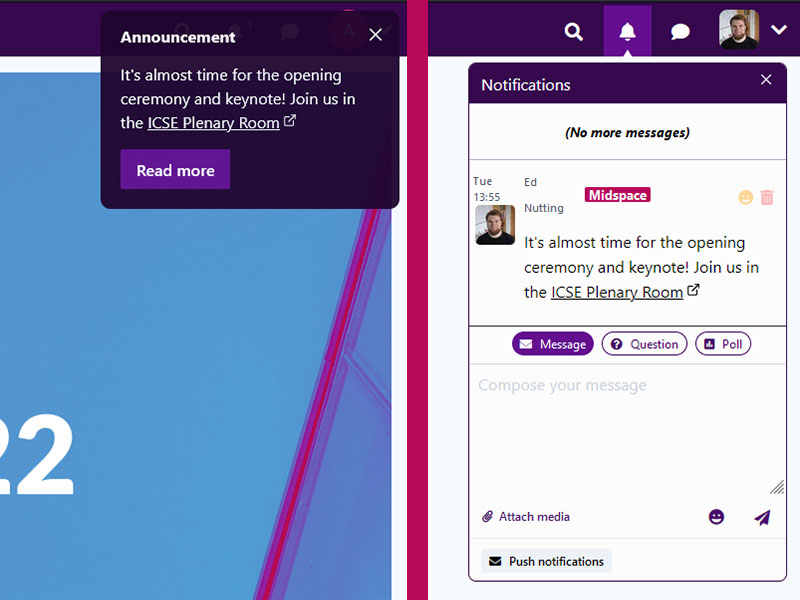 Announcement
It's almost time for the opening
ceremony and keynote! Join us in
the ICSE Plenary Room
Read more
22
Notifications
(No more messages)
Tue
13:55
Ed
Nutting
Midspace
It's almost time for the opening
ceremony and keynote! Join us in
the ICSE Plenary Room
Message
Question
Poll
Compose your message
Attach media
Push notifications